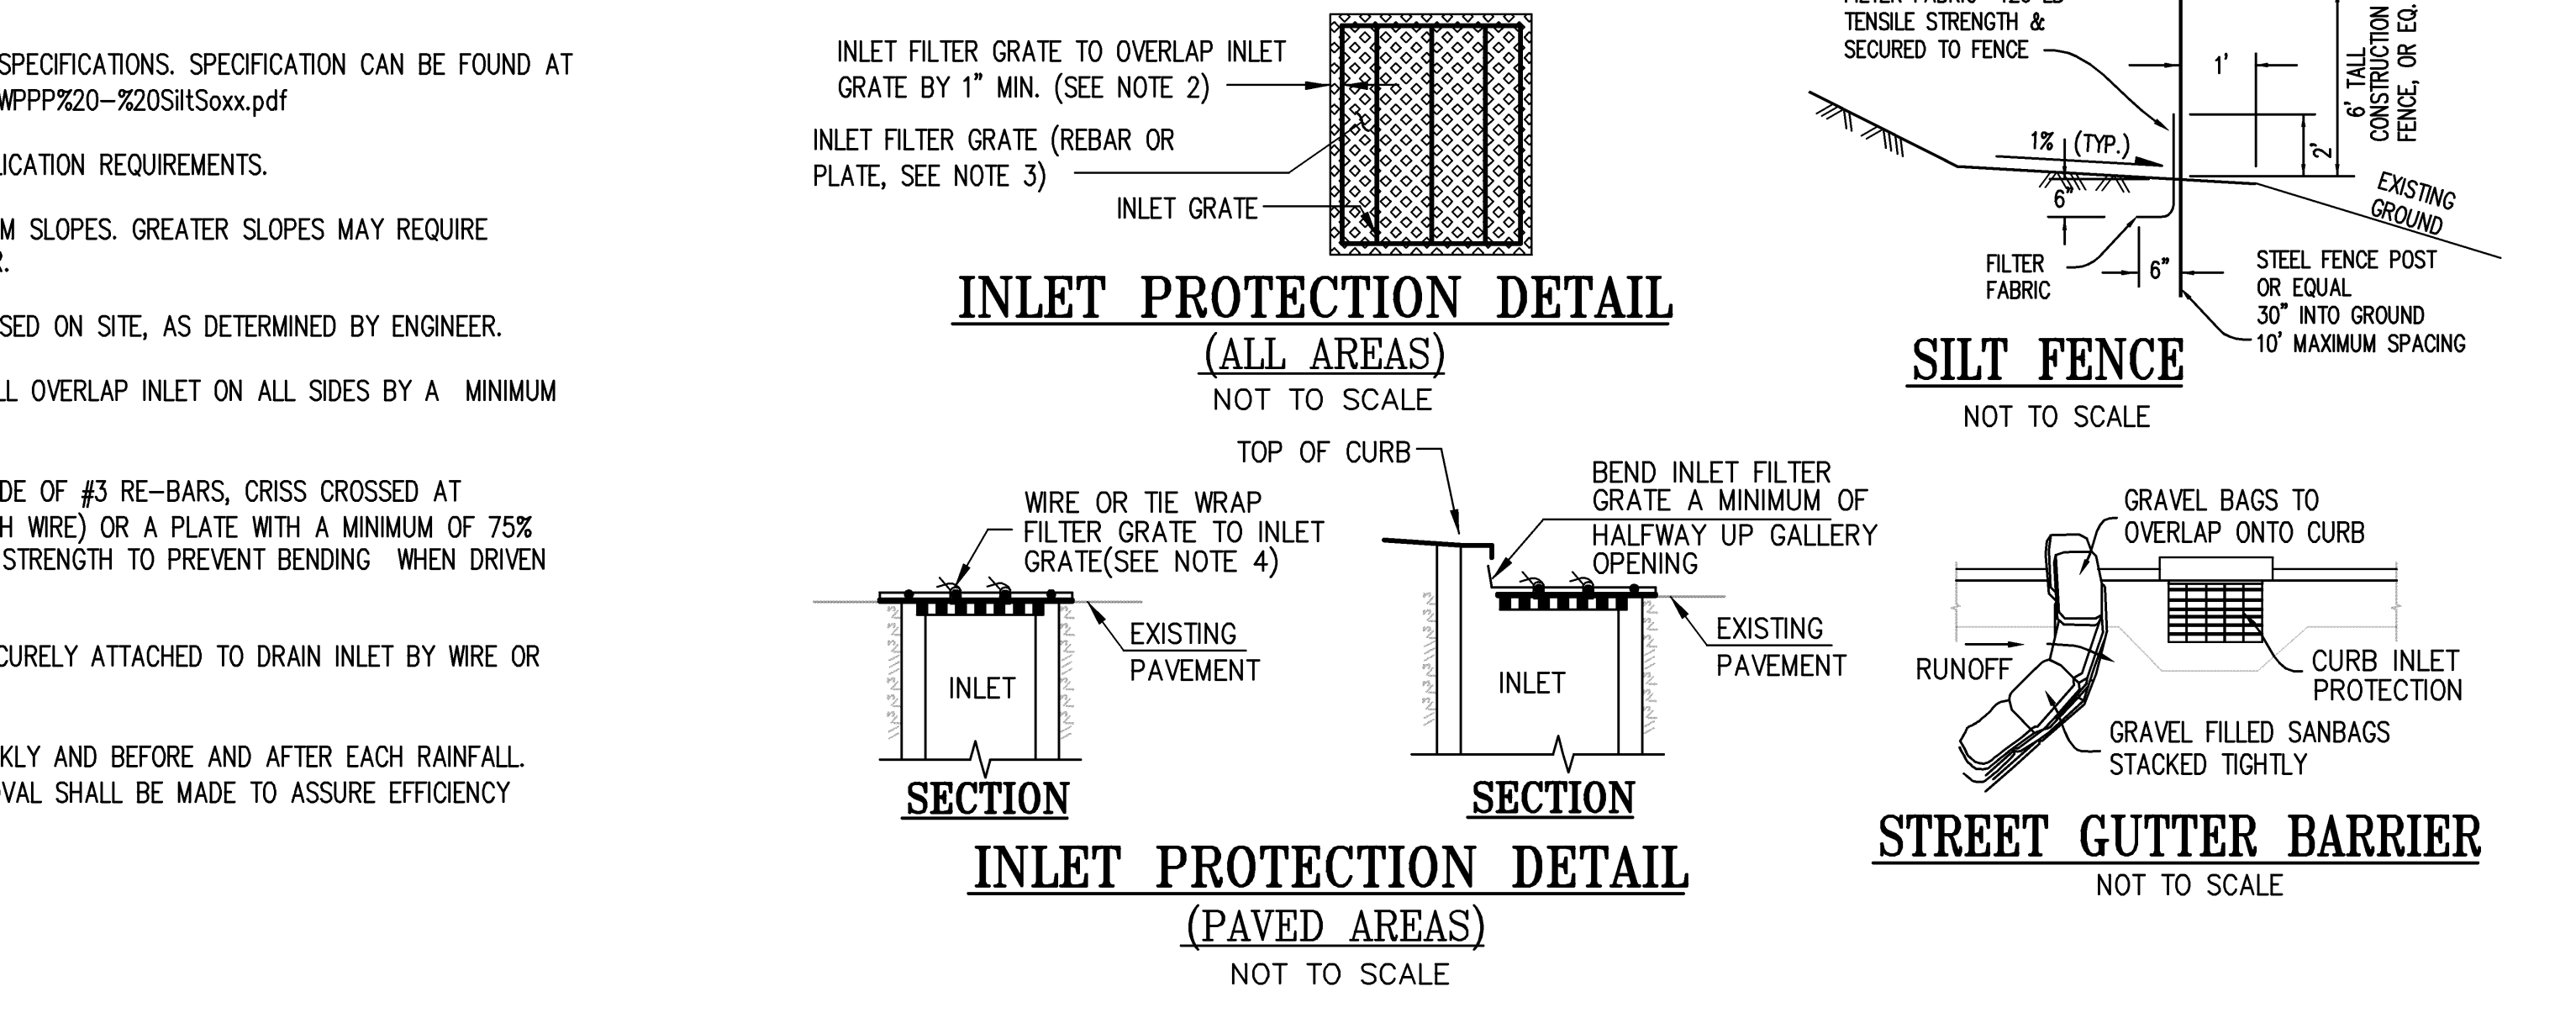 SPECIFICATIONS. SPECIFICATION CAN BE FOUND AT
WPPP%20-%20SiltSoxx.pdf
LICATION REQUIREMENTS.
M SLOPES. GREATER SLOPES MAY REQUIRE
R.
SED ON SITE, AS DETERMINED BY ENGINEER.
LL OVERLAP INLET ON ALL SIDES BY A MINIMUM
DE OF #3 RE-BARS, CRISS CROSSED AT
H WIRE) OR A PLATE WITH A MINIMUM OF 75%
STRENGTH TO PREVENT BENDING WHEN DRIVEN
CURELY ATTACHED TO DRAIN INLET BY WIRE OR
KLY AND BEFORE AND AFTER EACH RAINFALL.
OVAL SHALL BE MADE TO ASSURE EFFICIENCY
INLET FILTER GRATE TO OVERLAP INLET
GRATE BY 1" MIN. (SEE NOTE 2)
INLET FILTER GRATE (REBAR OR
PLATE, SEE NOTE 3)
INLET GRATE
INLET PROTECTION DETAIL
(ALL AREAS)
NOT TO SCALE
TENSILE STRENGTH &
SECURED TO FENCE
1'
6' TALL
CONSTRUCTION
FENCE, OR EQ.
1% (TYP.)
2'
6"
EXISTING
GROUND
FILTER
FABRIC
6"
STEEL FENCE POST
OR EQUAL
30" INTO GROUND
10' MAXIMUM SPACING
SILT FENCE
NOT TO SCALE
TOP OF CURB
WIRE OR TIE WRAP
FILTER GRATE TO INLET
GRATE(SEE NOTE 4)
BEND INLET FILTER
GRATE A MINIMUM OF
HALFWAY UP GALLERY
OPENING
EXISTING
PAVEMENT
INLET
SECTION
EXISTING
PAVEMENT
INLET
SECTION
INLET PROTECTION DETAIL
(PAVED AREAS)
NOT TO SCALE
GRAVEL BAGS TO
OVERLAP ONTO CURB
RUNOFF
CURB INLET
PROTECTION
GRAVEL FILLED SANBAGS
STACKED TIGHTLY
STREET GUTTER BARRIER
NOT TO SCALE